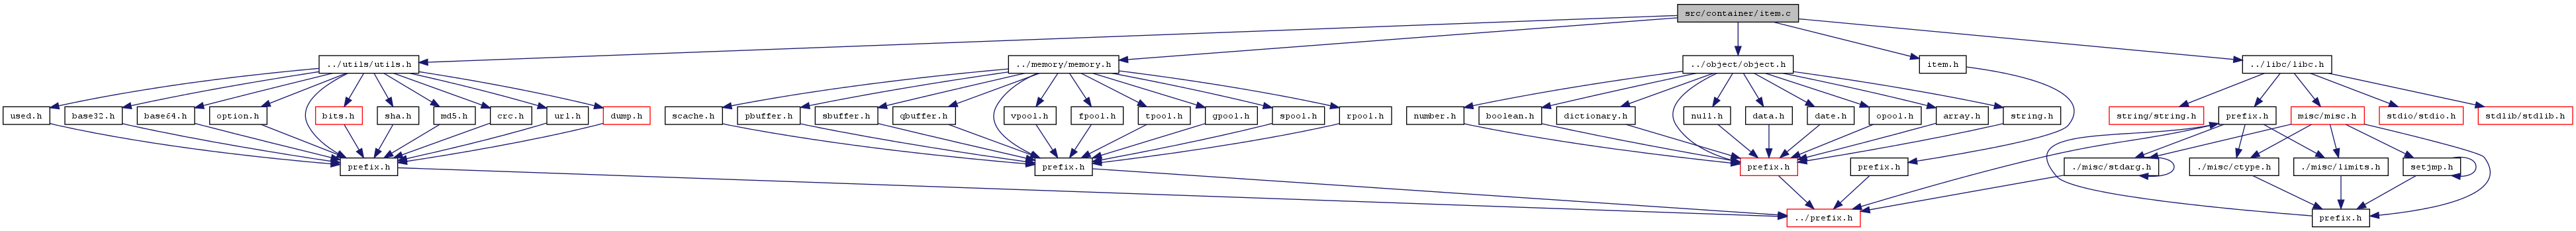 src/container/item.c
../utils/utils.h
../memory/memory.h
../object/object.h
item.h
../libc/libc.h
used.h
base32.h
base64.h
option.h
bits.h
sha.h
md5.h
crc.h
url.h
dump.h
scache.h
pbuffer.h
sbuffer.h
qbuffer.h
vpool.h
fpool.h
tpool.h
gpool.h
spool.h
rpool.h
number.h
boolean.h
dictionary.h
null.h
data.h
date.h
opool.h
array.h
string.h
string/string.h
prefix.h
misc/misc.h
stdio/stdio.h
stdlib/stdlib.h
prefix.h
prefix.h
prefix.h
prefix.h
./misc/stdarg.h
./misc/ctype.h
./misc/limits.h
setjmp.h
../prefix.h
prefix.h